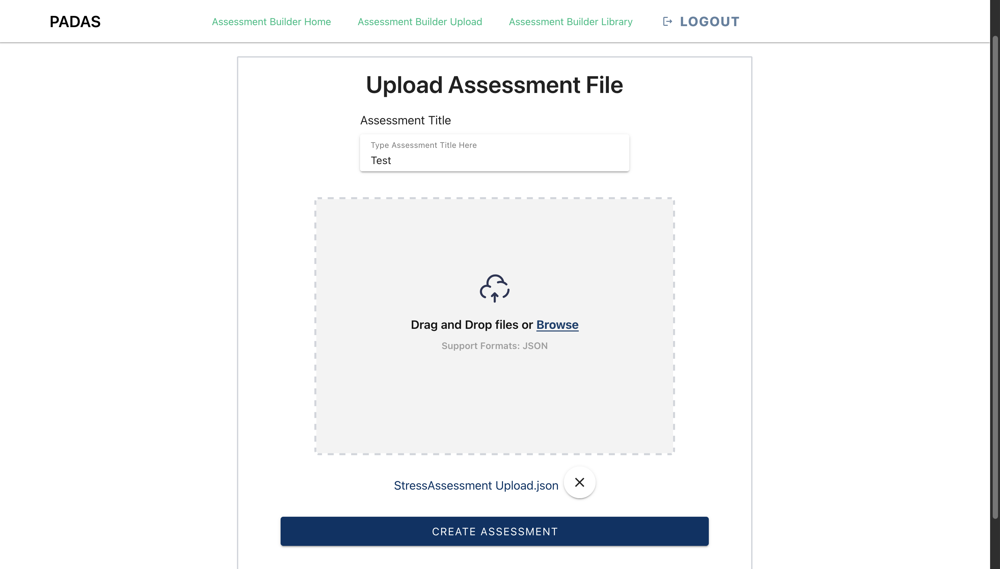 PADAS
Assessment Builder Home
Assessment Builder Upload
Assessment Builder Library
LOGOUT
Upload Assessment File
Assessment Title
Type Assessment Title Here
Test
Drag and Drop files or Browse
Support Formats: JSON
StressAssessment Upload.json
CREATE ASSESSMENT